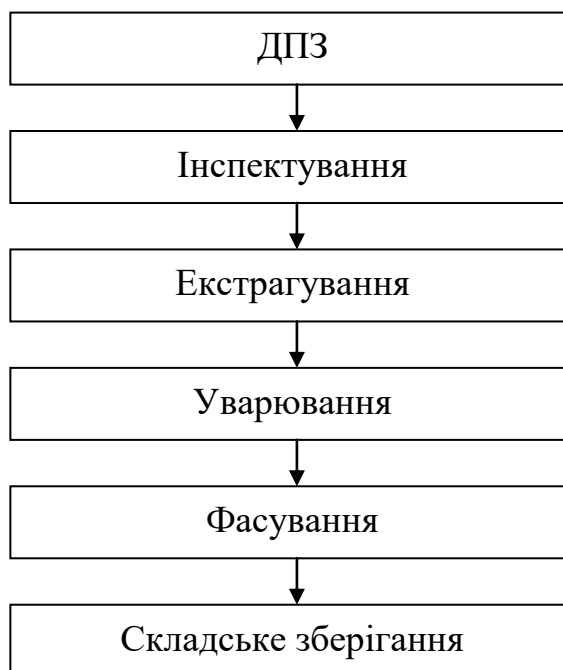 ДПЗ
Інспектування
Екстрагування
Уварювання
Фасування
Складське зберігання